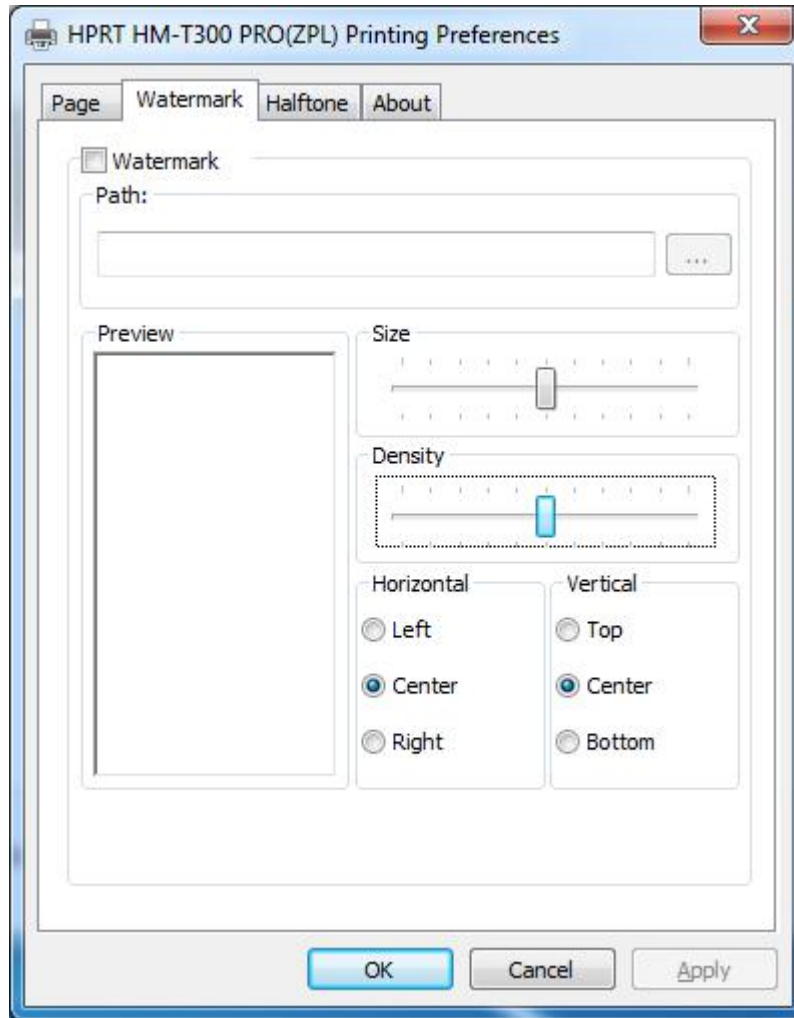 HPRT HM-T300 PRO(ZPL) Printing Preferences
Page Watermark Halftone About
Watermark
Path:
...
Preview
Size
Density
Horizontal Vertical
Left Top
Center Center
Right Bottom
OK Cancel Apply